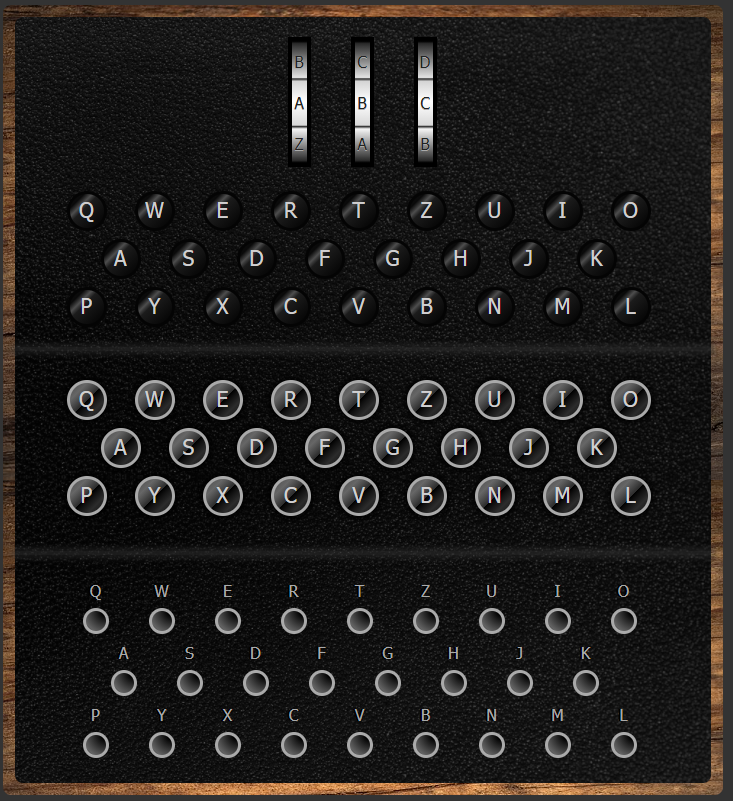 B C D
A B C
Z A B
Q W E R T Z U I O
A S D F G H J K
P Y X C V B N M L
Q W E R T Z U I O
A S D F G H J K
P Y X C V B N M L
Q W E R T Z U I O
A S D F G H J K
P Y X C V B N M L